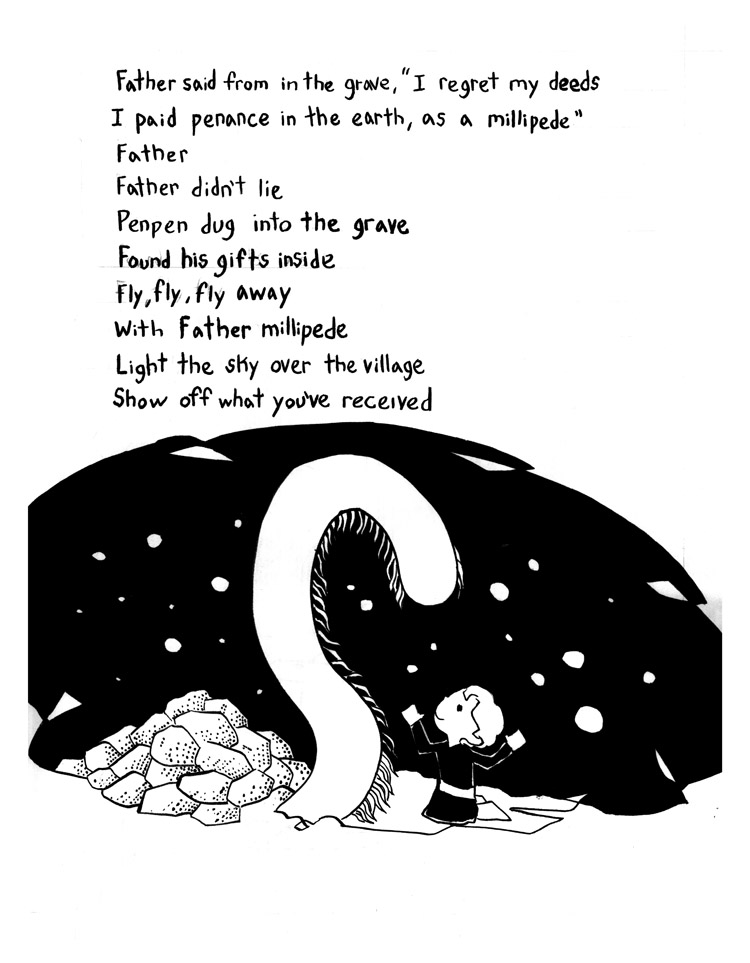 Father said from in the grave, "I regret my deeds
I paid penance in the earth, as a millipede"
Father
Father didn't lie
Penpen dug into the grave
Found his gifts inside
Fly, fly, fly away
With Father millipede
Light the sky over the village
Show off what you've received